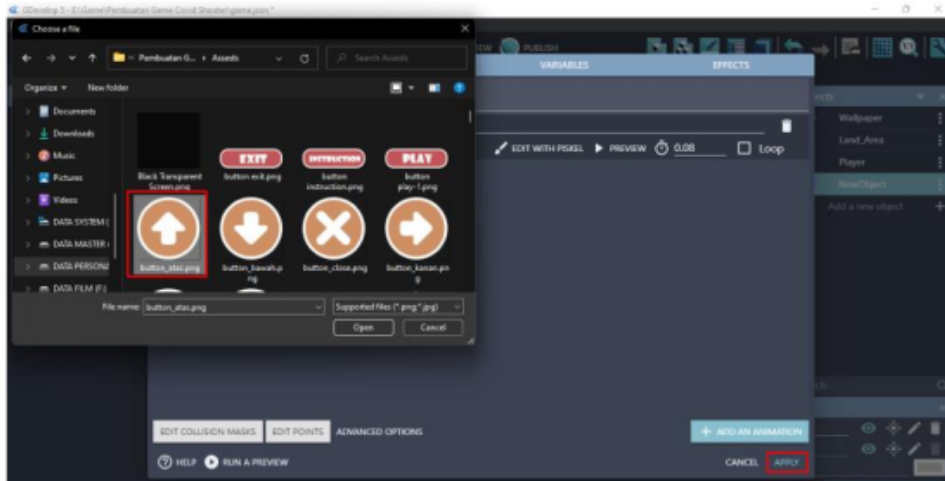 GDevelop 5 - E:\Game\Pembuatan Game Covid Shooter\game.json *
Choose a file
Pembuatan G... > Assests
Search Assests
Organize
New folder
Documents
Downloads
Music
Pictures
Videos
DATA SYSTEM (
DATA MASTER (
DATA PERSONA
DATA FILM (F:)
EXIT
INSTRUCTION
PLAY
Black Transparent
Screen.png
button exit.png
button
instruction.png
button
play-1.png
button_atas.png
button_bawah.p
ng
button_close.png
button_kanan.pn
g
File name: button_atas.png
Supported files (*.png;*.jpg)
Open
Cancel
PUBLISH
VARIABLES
EFFECTS
EDIT WITH PISKEL
PREVIEW
0.08
Loop
Wallpaper
Land_Area
Player
NewObject
Add a new object
EDIT COLLISION MASKS
EDIT POINTS
ADVANCED OPTIONS
+ ADD AN ANIMATION
HELP
RUN A PREVIEW
CANCEL
APPLY